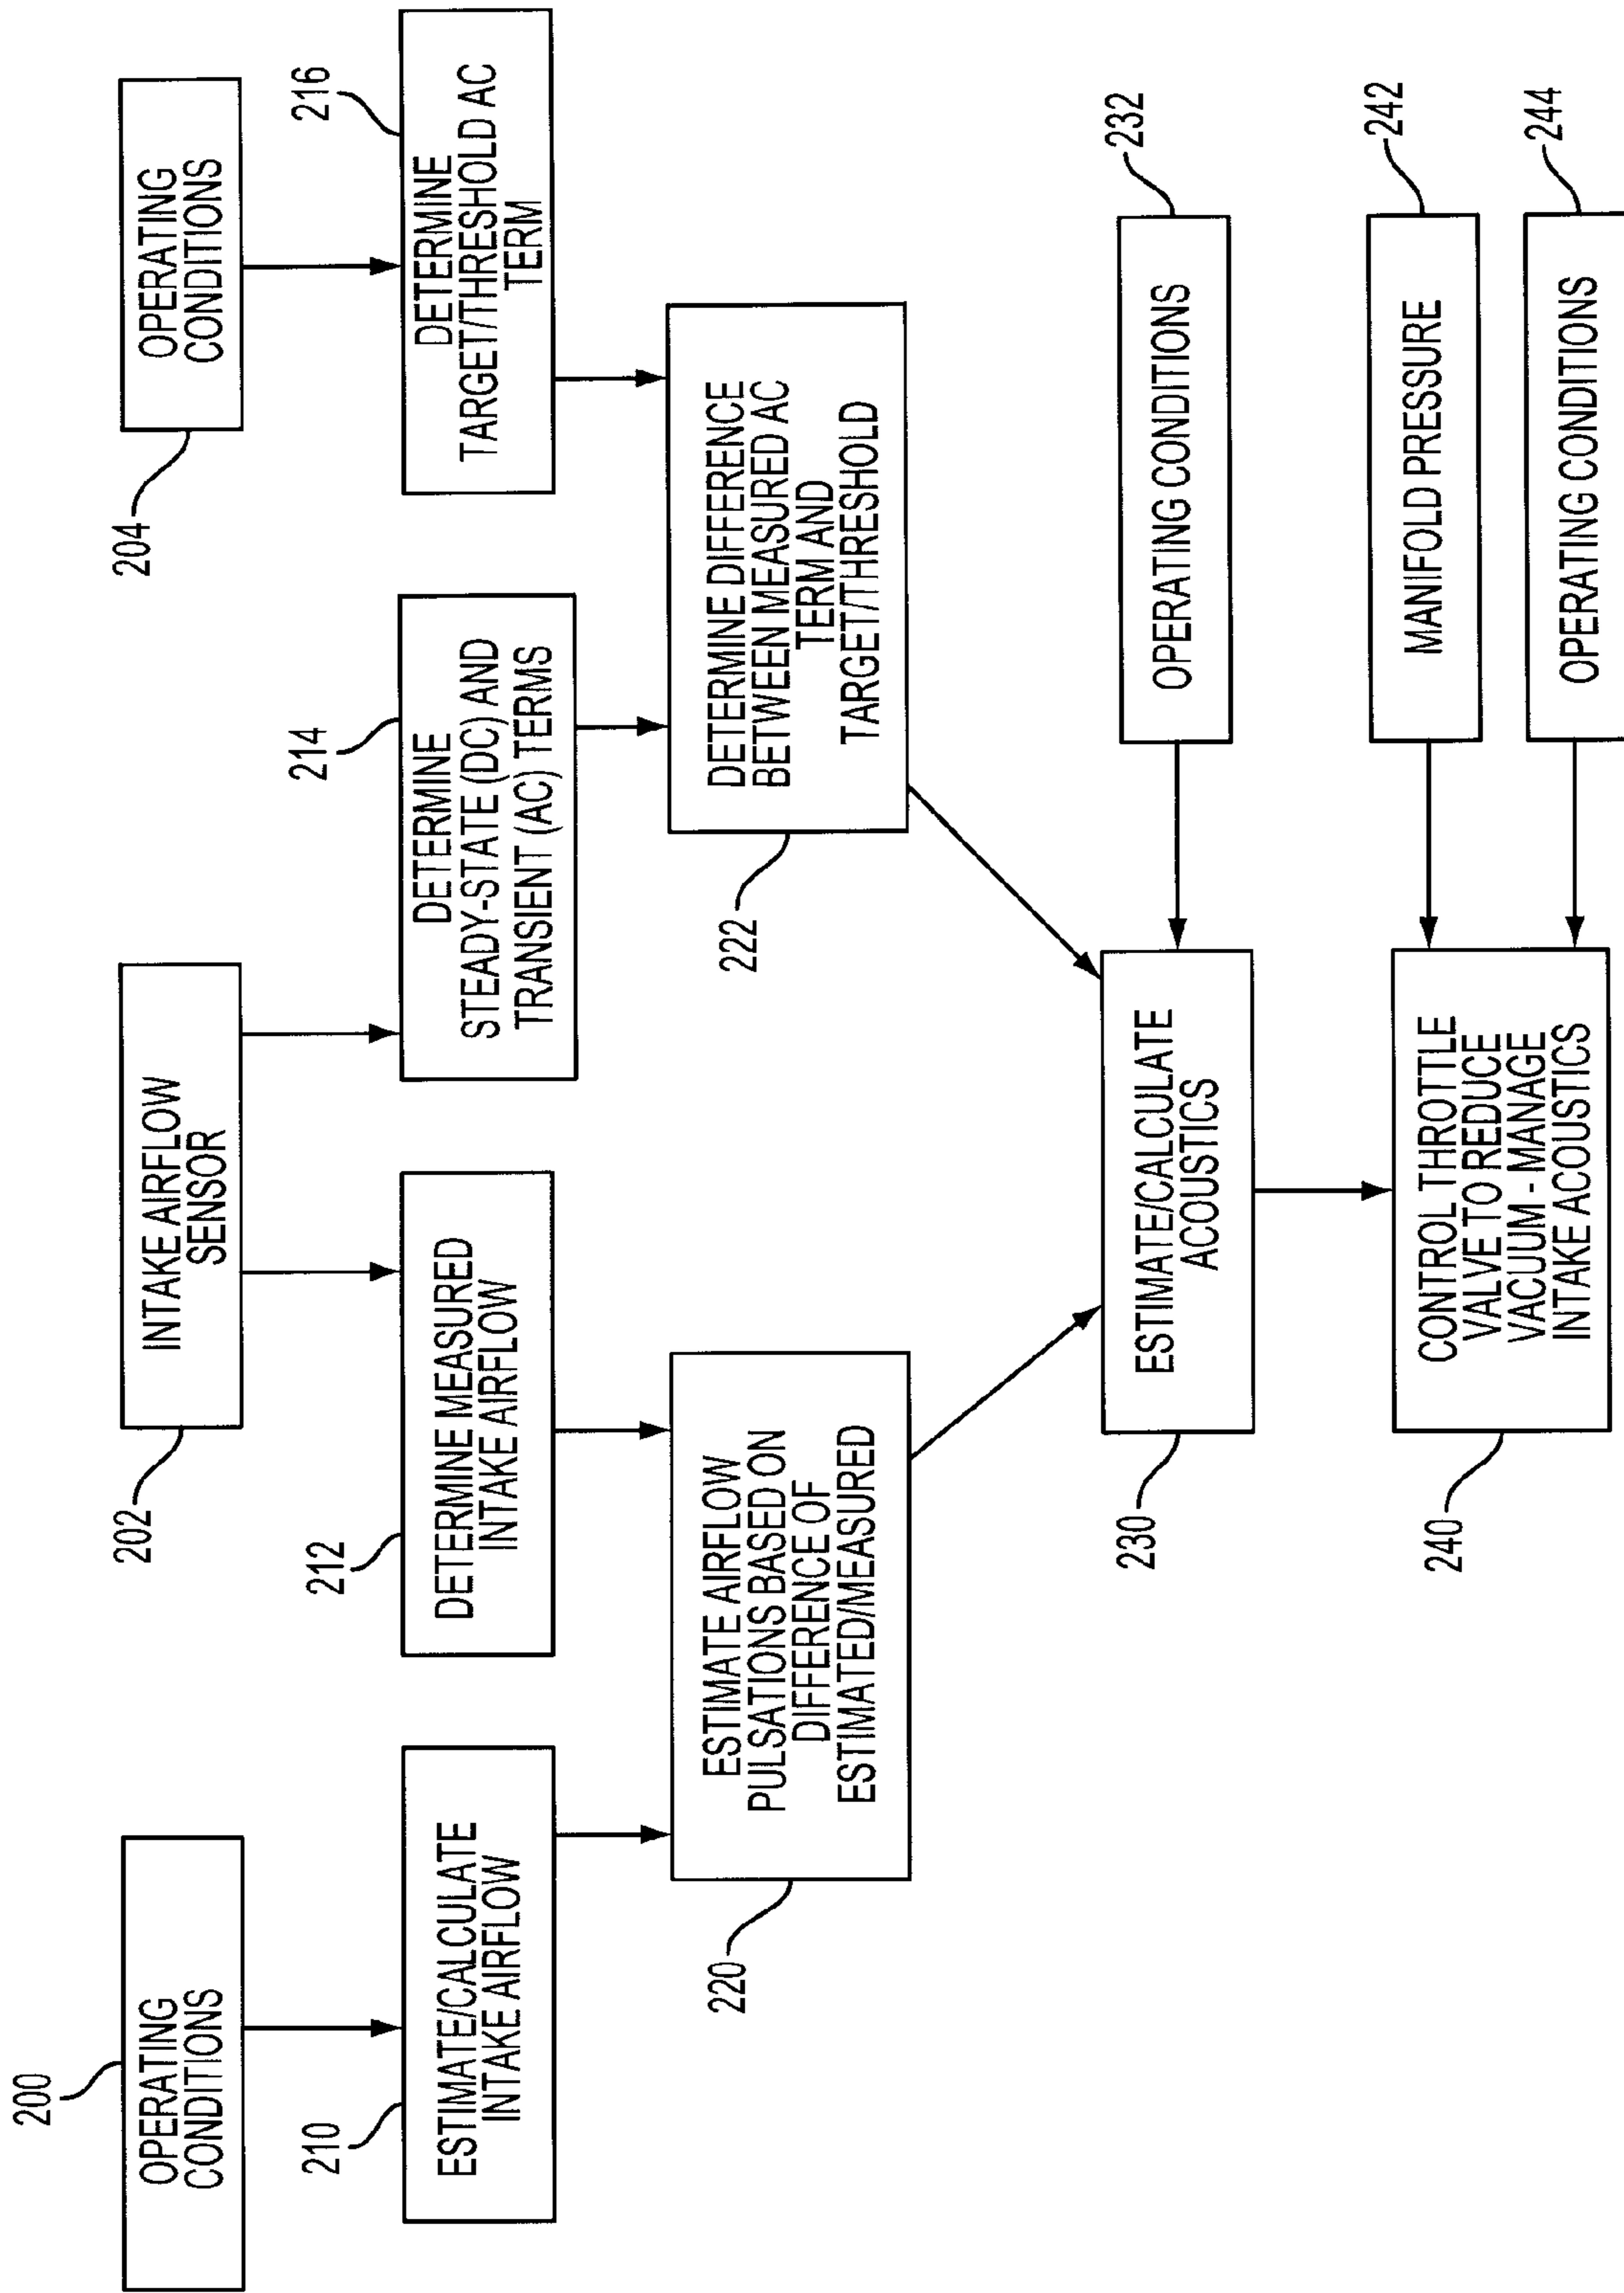 200
OPERATING
CONDITIONS
202
INTAKE AIRFLOW
SENSOR
204
OPERATING
CONDITIONS
210
ESTIMATE/CALCULATE
INTAKE AIRFLOW
212
DETERMINE MEASURED
INTAKE AIRFLOW
214
DETERMINE
STEADY-STATE (DC) AND
TRANSIENT (AC) TERMS
216
DETERMINE
TARGET/THRESHOLD AC
TERM
220
ESTIMATE AIRFLOW
PULSATIONS BASED ON
DIFFERENCE OF
ESTIMATED/MEASURED
222
DETERMINE DIFFERENCE
BETWEEN MEASURED AC
TERM AND
TARGET/THRESHOLD
230
ESTIMATE/CALCULATE
ACOUSTICS
232
OPERATING CONDITIONS
240
CONTROL THROTTLE
VALVE TO REDUCE
VACUUM - MANAGE
INTAKE ACOUSTICS
242
MANIFOLD PRESSURE
244
OPERATING CONDITIONS